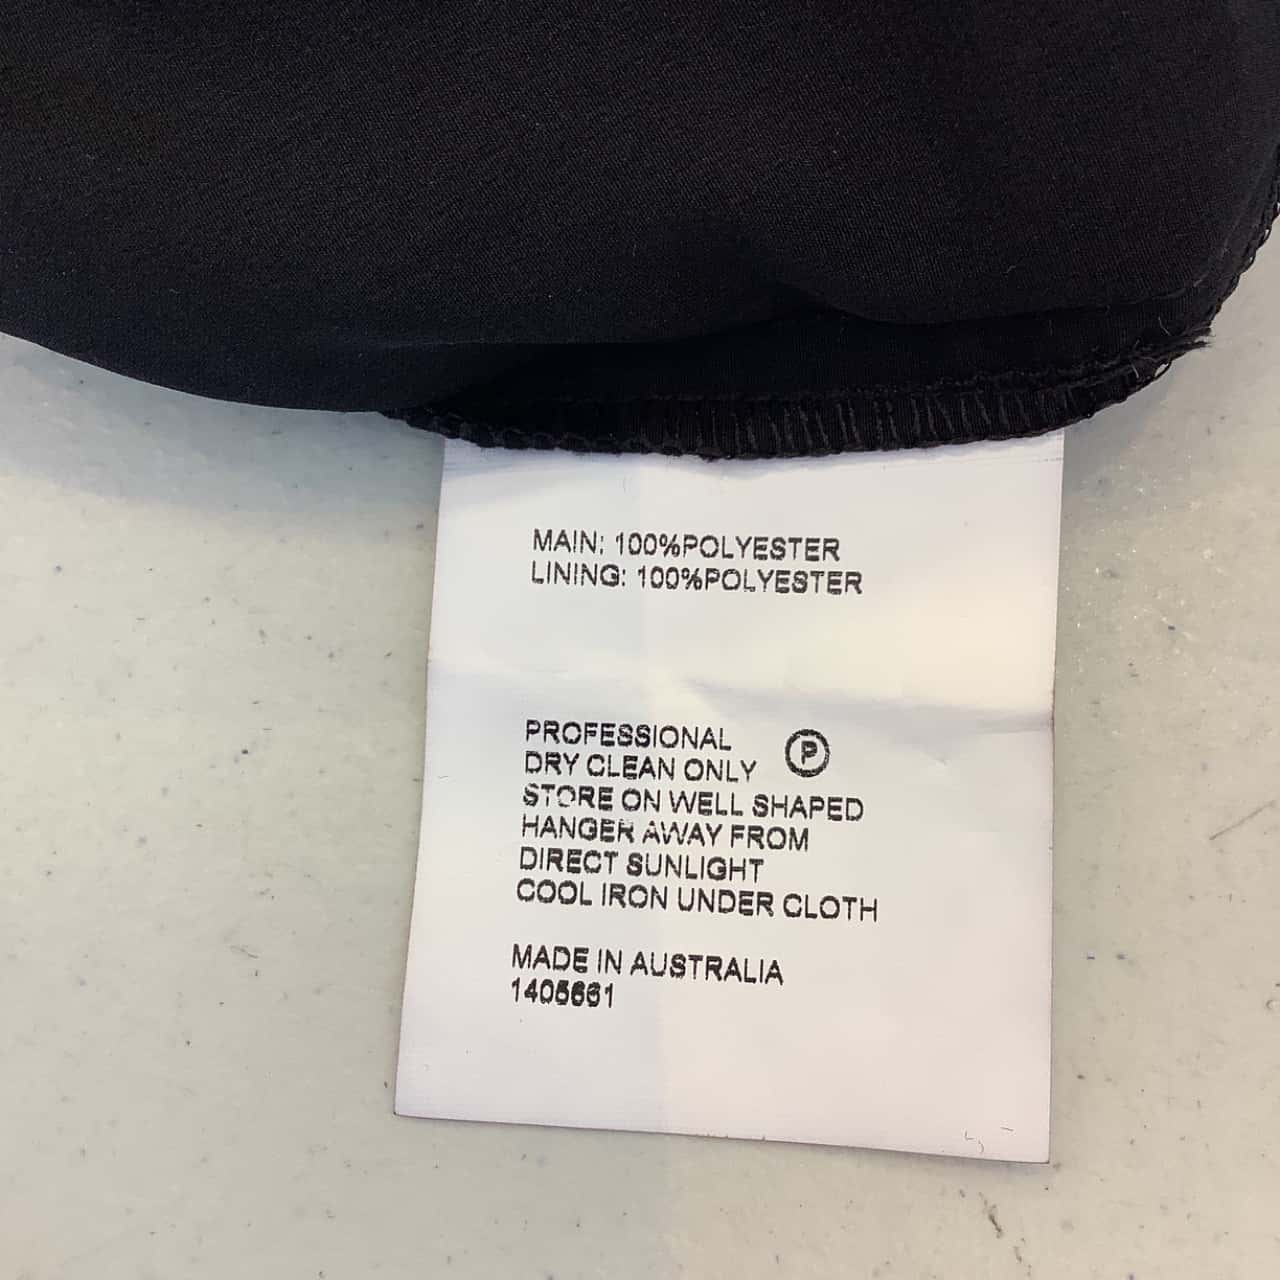 MAIN: 100%POLYESTER
LINING: 100%POLYESTER
PROFESSIONAL
DRY CLEAN ONLY
P
STORE ON WELL SHAPED
HANGER AWAY FROM
DIRECT SUNLIGHT
COOL IRON UNDER CLOTH
MADE IN AUSTRALIA